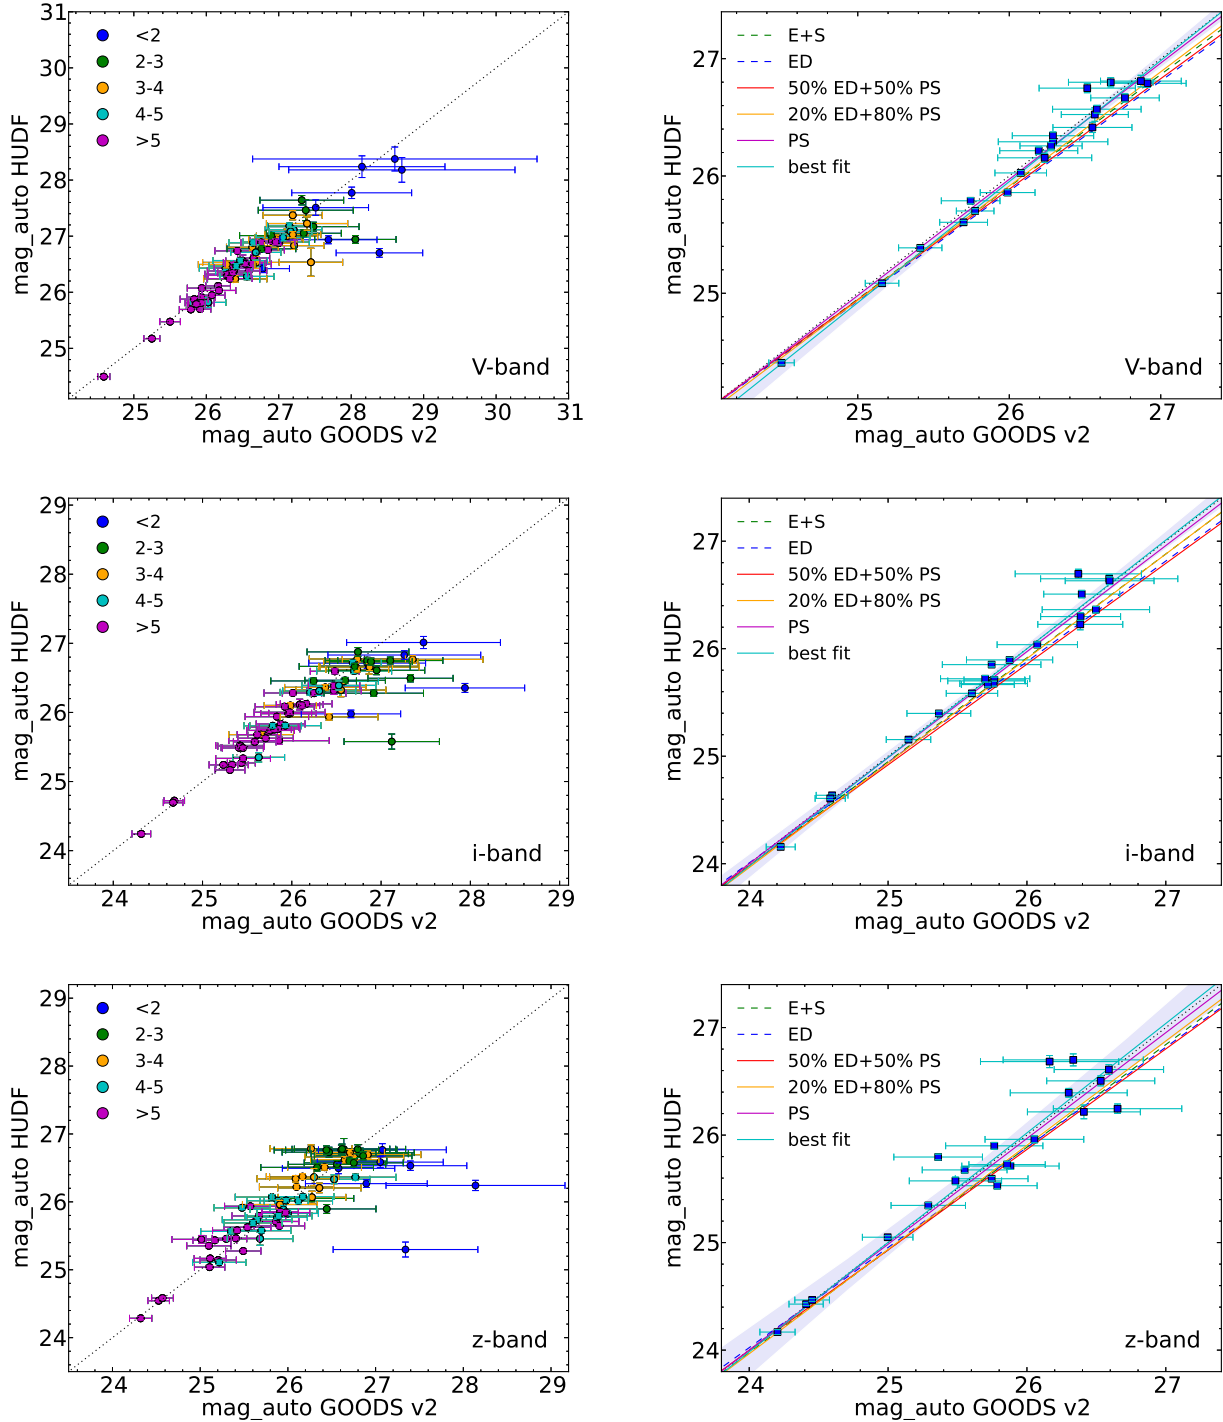 31
30
29
28
27
26
25
mag_auto HUDF
<2
2-3
3-4
4-5
>5
V-band
25 26 27 28 29 30 31
mag_auto GOODS v2
27
26
25
mag_auto HUDF
E+S
ED
50% ED+50% PS
20% ED+80% PS
PS
best fit
V-band
25 26 27
mag_auto GOODS v2
29
28
27
26
25
24
mag_auto HUDF
<2
2-3
3-4
4-5
>5
i-band
24 25 26 27 28 29
mag_auto GOODS v2
27
26
25
24
mag_auto HUDF
E+S
ED
50% ED+50% PS
20% ED+80% PS
PS
best fit
i-band
24 25 26 27
mag_auto GOODS v2
29
28
27
26
25
24
mag_auto HUDF
<2
2-3
3-4
4-5
>5
z-band
24 25 26 27 28 29
mag_auto GOODS v2
27
26
25
24
mag_auto HUDF
E+S
ED
50% ED+50% PS
20% ED+80% PS
PS
best fit
z-band
24 25 26 27
mag_auto GOODS v2